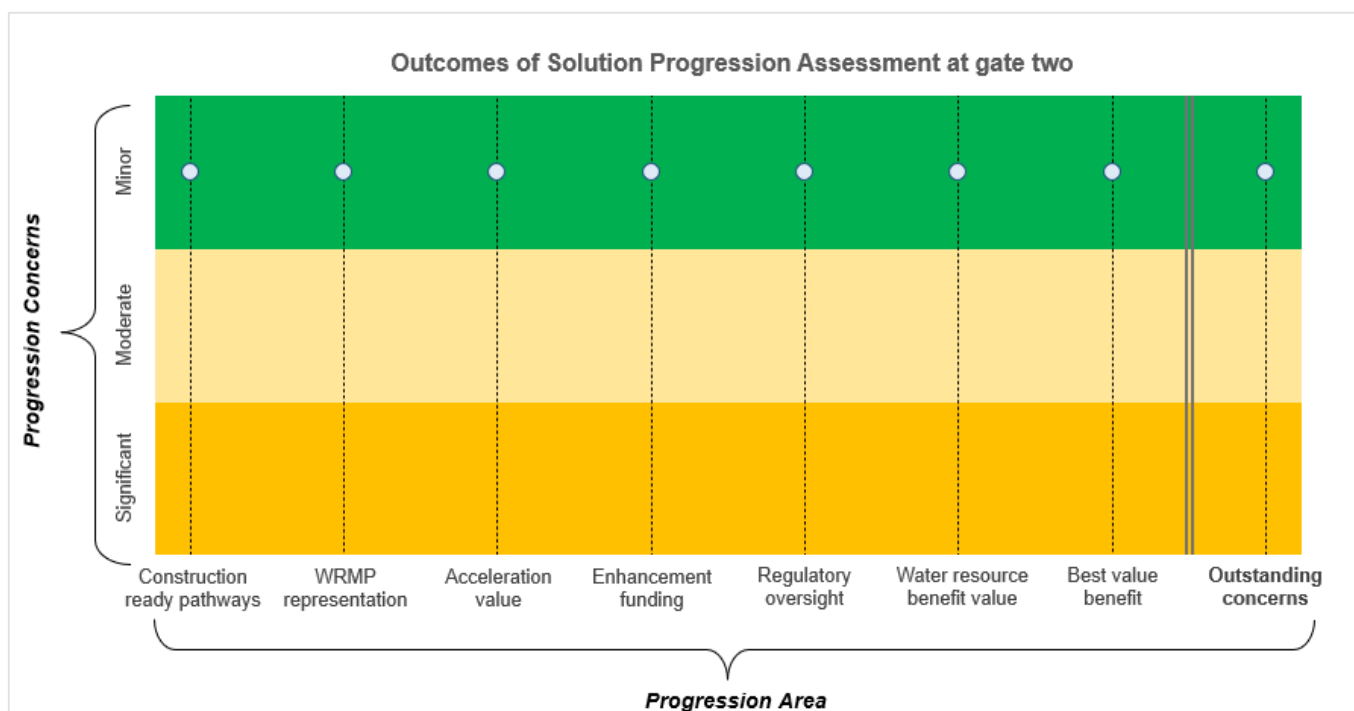 Outcomes of Solution Progression Assessment at gate two
Progression Concerns
Minor
Moderate
Significant
Construction
ready pathways
WRMP
representation
Acceleration
value
Enhancement
funding
Regulatory
oversight
Water resource
benefit value
Best value
benefit
Outstanding
concerns
Progression Area